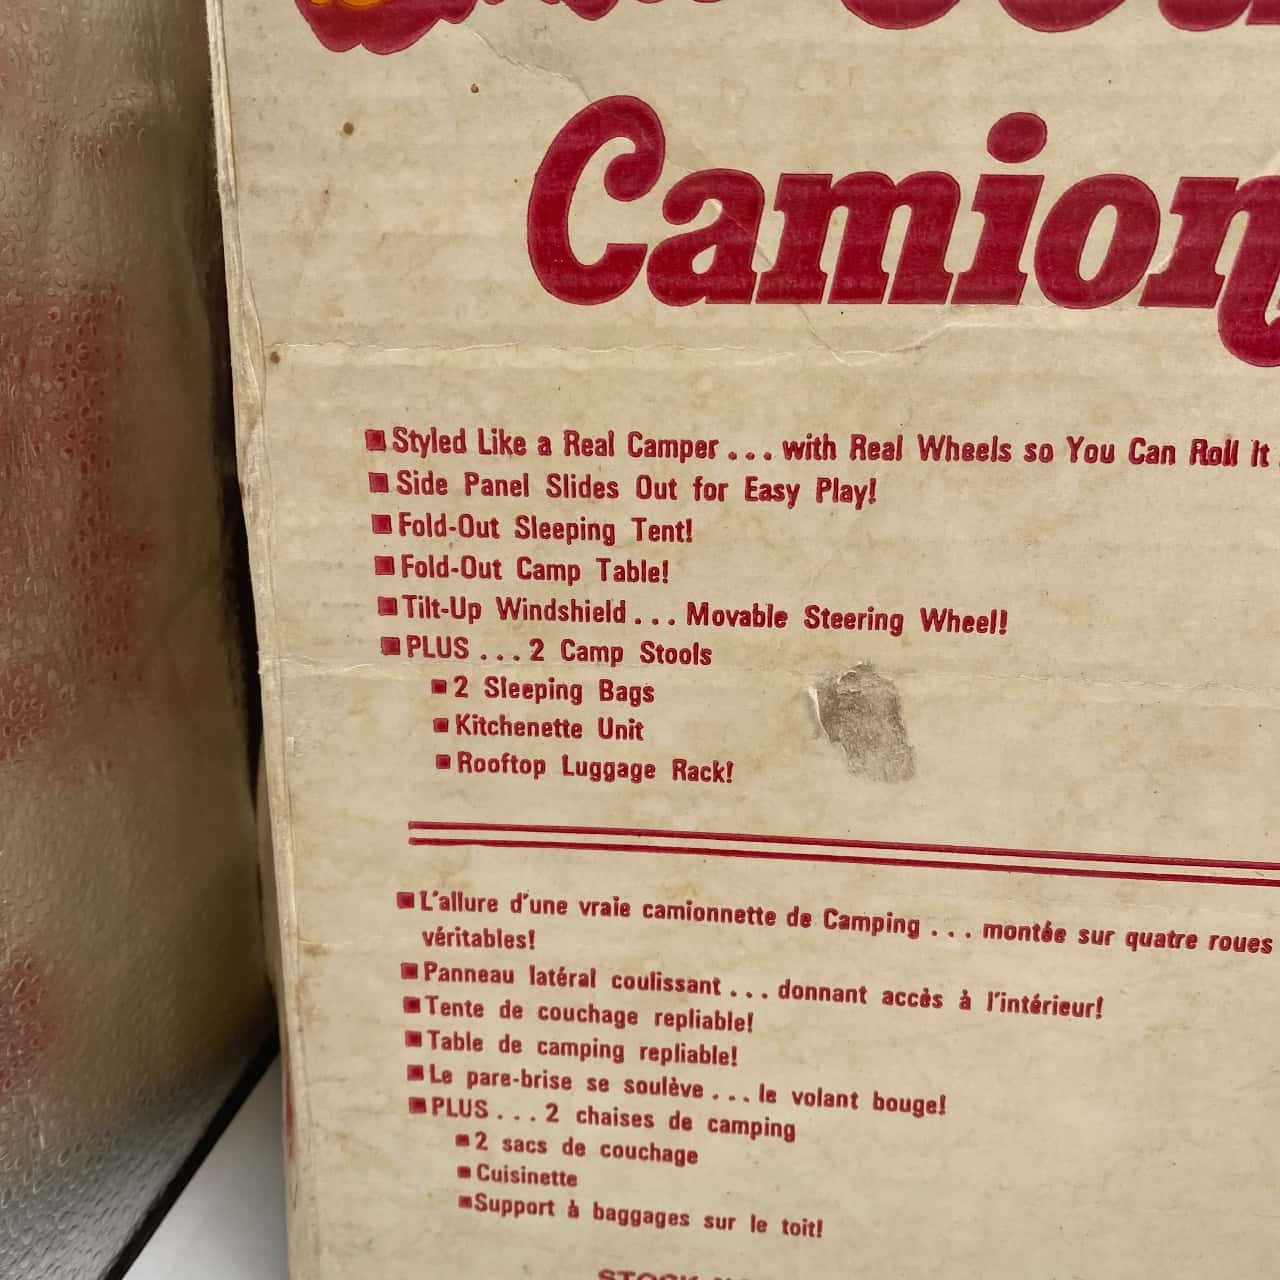 Camion
■ Styled Like a Real Camper ... with Real Wheels so You Can Roll It
■ Side Panel Slides Out for Easy Play!
■ Fold-Out Sleeping Tent!
■ Fold-Out Camp Table!
■ Tilt-Up Windshield ... Movable Steering Wheel!
■ PLUS ... 2 Camp Stools
■ 2 Sleeping Bags
■ Kitchenette Unit
■ Rooftop Luggage Rack!
■ L'allure d'une vraie camionnette de Camping ... montée sur quatre roues
véritables!
■ Panneau latéral coulissant ... donnant accès à l'intérieur!
■ Tente de couchage repliable!
■ Table de camping repliable!
■ Le pare-brise se soulève ... le volant bouge!
■ PLUS ... 2 chaises de camping
■ 2 sacs de couchage
■ Cuisinette
■ Support à baggages sur le toit!
STOCK